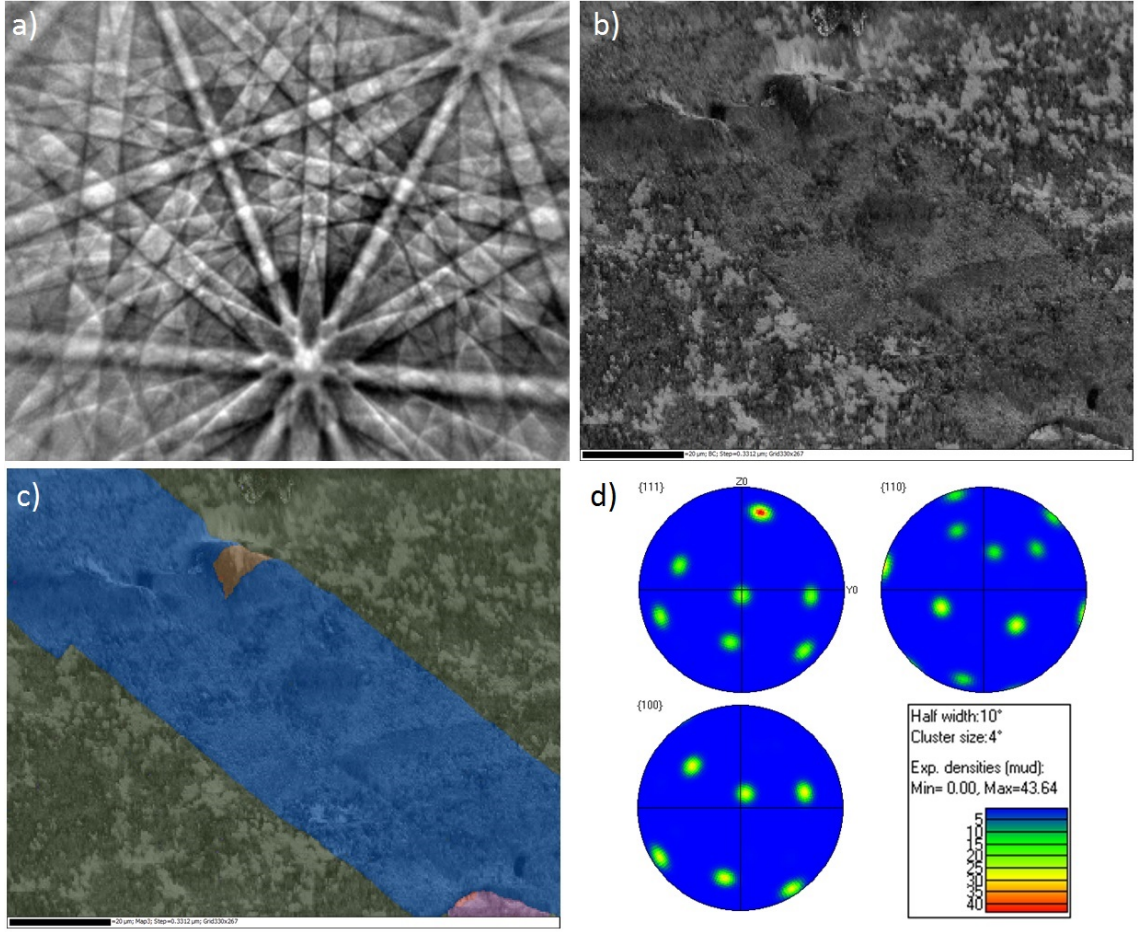 a)
b)
=20 µm; BC; Step=0.3312 µm; Grid330x267
c)
=20 µm; Map3; Step=0.3312 µm; Grid330x267
d)
{111}
Z0
Y0
{110}
{100}
Half width:10°
Cluster size:4°
Exp. densities (mud):
Min= 0.00, Max=43.64
5
10
15
20
25
30
35
40